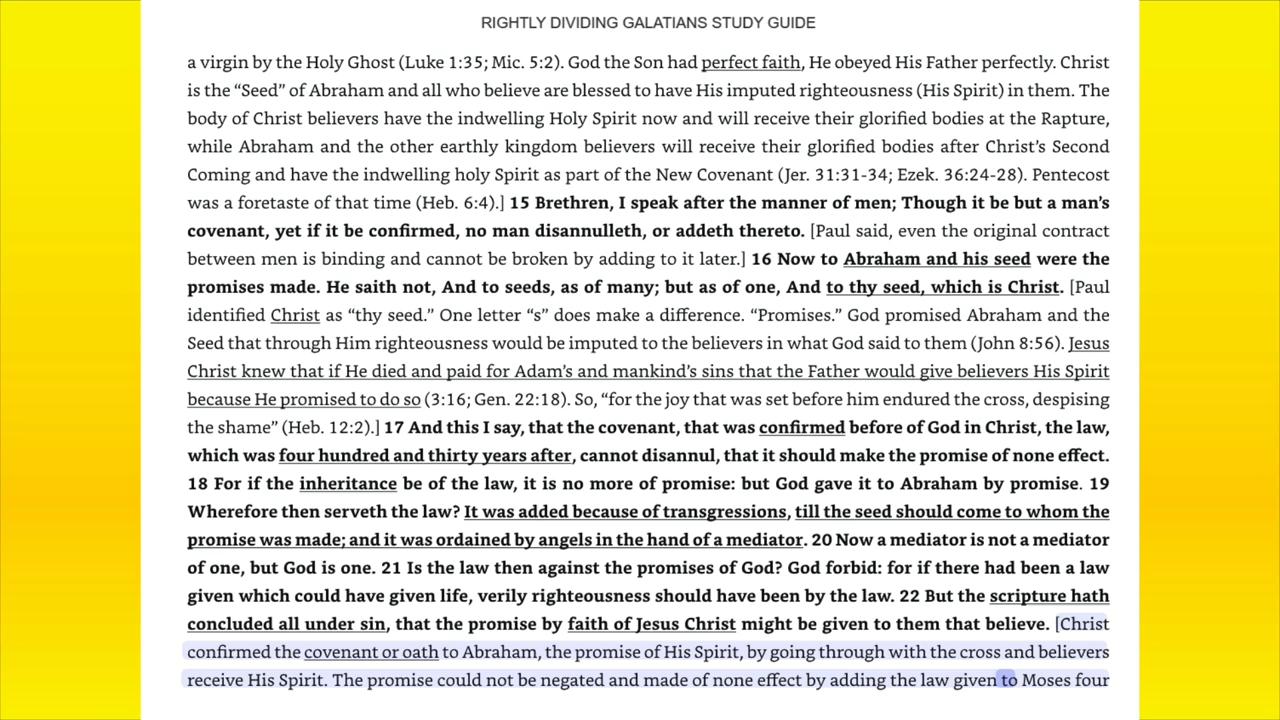 RIGHTLY DIVIDING GALATIANS STUDY GUIDE
a virgin by the Holy Ghost (Luke 1:35; Mic. 5:2). God the Son had perfect faith, He obeyed His Father perfectly. Christ
is the “Seed” of Abraham and all who believe are blessed to have His imputed righteousness (His Spirit) in them. The
body of Christ believers have the indwelling Holy Spirit now and will receive their glorified bodies at the Rapture,
while Abraham and the other earthly kingdom believers will receive their glorified bodies after Christ’s Second
Coming and have the indwelling holy Spirit as part of the New Covenant (Jer. 31:31-34; Ezek. 36:24-28). Pentecost
was a foretaste of that time (Heb. 6:4).] 15 Brethren, I speak after the manner of men; Though it be but a man’s
covenant, yet if it be confirmed, no man disannulleth, or addeth thereto. [Paul said, even the original contract
between men is binding and cannot be broken by adding to it later.] 16 Now to Abraham and his seed were the
promises made. He saith not, And to seeds, as of many; but as of one, And to thy seed, which is Christ. [Paul
identified Christ as “thy seed.” One letter “s” does make a difference. “Promises.” God promised Abraham and the
Seed that through Him righteousness would be imputed to the believers in what God said to them (John 8:56). Jesus
Christ knew that if He died and paid for Adam’s and mankind’s sins that the Father would give believers His Spirit
because He promised to do so (3:16; Gen. 22:18). So, “for the joy that was set before him endured the cross, despising
the shame” (Heb. 12:2).] 17 And this I say, that the covenant, that was confirmed before of God in Christ, the law,
which was four hundred and thirty years after, cannot disannul, that it should make the promise of none effect.
18 For if the inheritance be of the law, it is no more of promise: but God gave it to Abraham by promise. 19
Wherefore then serveth the law? It was added because of transgressions, till the seed should come to whom the
promise was made; and it was ordained by angels in the hand of a mediator. 20 Now a mediator is not a mediator
of one, but God is one. 21 Is the law then against the promises of God? God forbid: for if there had been a law
given which could have given life, verily righteousness should have been by the law. 22 But the scripture hath
concluded all under sin, that the promise by faith of Jesus Christ might be given to them that believe. [Christ
confirmed the covenant or oath to Abraham, the promise of His Spirit, by going through with the cross and believers
receive His Spirit. The promise could not be negated and made of none effect by adding the law given to Moses four